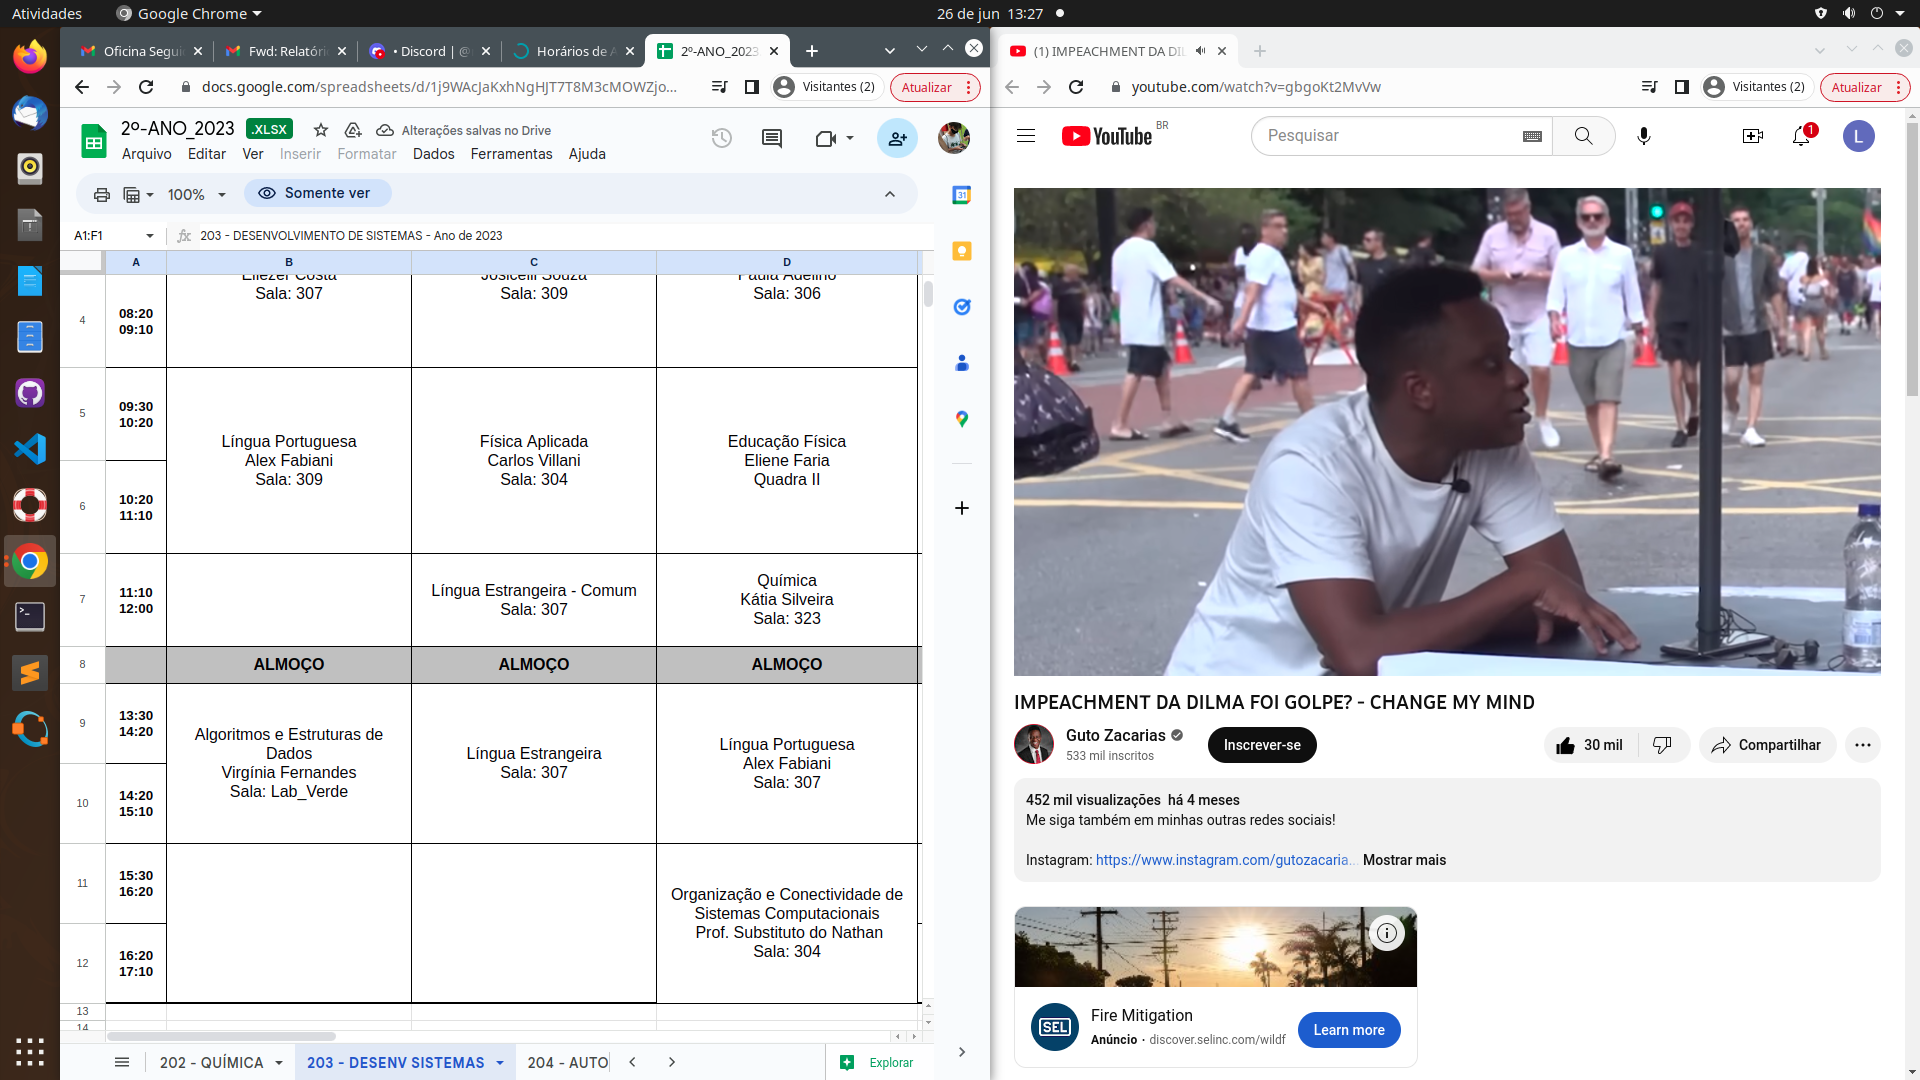 Atividades
Google Chrome
26 de jun 13:27
Oficina Segui
Fwd: Relatóri
• Discord | @
Horários de A
2º-ANO_2023
docs.google.com/spreadsheets/d/1j9WAcJaKxhNgHJT7T8M3cMOWZjo...
Visitantes (2)
Atualizar
2º-ANO_2023
.XLSX
Alterações salvas no Drive
Arquivo Editar Ver Inserir Formatar Dados Ferramentas Ajuda
100%
Somente ver
A1:F1
fx
203 - DESENVOLVIMENTO DE SISTEMAS - Ano de 2023
A B C D
4
08:20
09:10
Eliezer Costa
Sala: 307
Josicelli Souza
Sala: 309
Paula Adelino
Sala: 306
5
09:30
10:20
6
10:20
11:10
Língua Portuguesa
Alex Fabiani
Sala: 309
Física Aplicada
Carlos Villani
Sala: 304
Educação Física
Eliene Faria
Quadra II
7
11:10
12:00
Língua Estrangeira - Comum
Sala: 307
Química
Kátia Silveira
Sala: 323
8
ALMOÇO
ALMOÇO
ALMOÇO
9
13:30
14:20
10
14:20
15:10
Algoritmos e Estruturas de
Dados
Virgínia Fernandes
Sala: Lab_Verde
Língua Estrangeira
Sala: 307
Língua Portuguesa
Alex Fabiani
Sala: 307
11
15:30
16:20
12
16:20
17:10
Organização e Conectividade de
Sistemas Computacionais
Prof. Substituto do Nathan
Sala: 304
13
14
202 - QUÍMICA
203 - DESENV SISTEMAS
204 - AUTO
Explorar
31
(1) IMPEACHMENT DA DIL
youtube.com/watch?v=gbgoKt2MvVw
Visitantes (2)
Atualizar
YouTube
BR
Pesquisar
1
L
IMPEACHMENT DA DILMA FOI GOLPE? - CHANGE MY MIND
Guto Zacarias
533 mil inscritos
Inscrever-se
30 mil
Compartilhar
452 mil visualizações há 4 meses
Me siga também em minhas outras redes sociais!
Instagram: https://www.instagram.com/gutozacaria...
Mostrar mais
SEL
Fire Mitigation
Anúncio · discover.selinc.com/wildf
Learn more